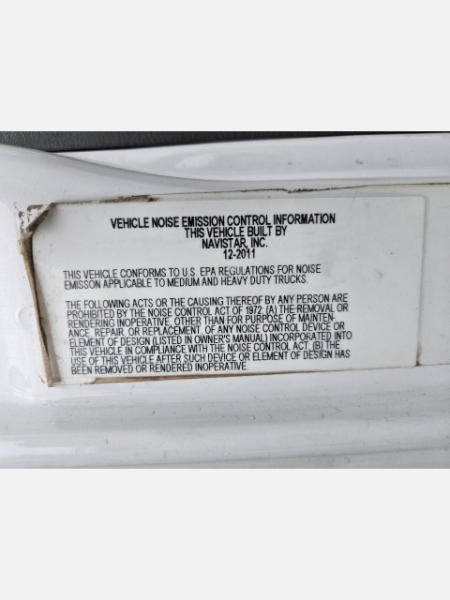 VEHICLE NOISE EMISSION CONTROL INFORMATION
THIS VEHICLE BUILT BY
NAVISTAR, INC.
12-2011
THIS VEHICLE CONFORMS TO U.S. EPA REGULATIONS FOR NOISE
EMISSON APPLICABLE TO MEDIUM AND HEAVY DUTY TRUCKS.
THE FOLLOWING ACTS OR THE CAUSING THEREOF BY ANY PERSON ARE
PROHIBITED BY THE NOISE CONTROL ACT OF 1972. (A) THE REMOVAL OR
RENDERING INOPERATIVE, OTHER THAN FOR PURPOSE OF MAINTEN-
ANCE, REPAIR, OR REPLACEMENT, OF ANY NOISE CONTROL DEVICE OR
ELEMENT OF DESIGN (LISTED IN OWNER'S MANUAL) INCORPORATED INTO
THIS VEHICLE IN COMPLIANCE WITH THE NOISE CONTROL ACT, (B) THE
USE OF THIS VEHICLE AFTER SUCH DEVICE OR ELEMENT OF DESIGN HAS
BEEN REMOVED OR RENDERED INOPERATIVE.